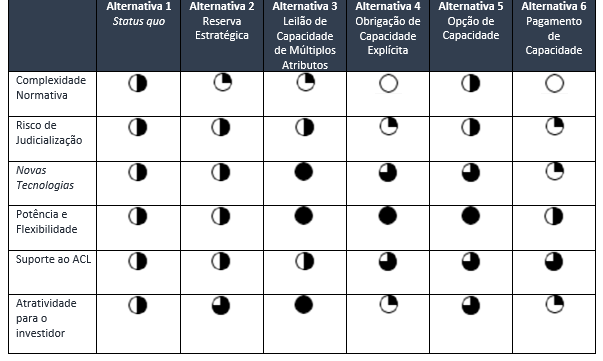 Alternativa 1
Status quo
Alternativa 2
Reserva
Estratégica
Alternativa 3
Leilão de
Capacidade
de Múltiplos
Atributos
Alternativa 4
Obrigação de
Capacidade
Explícita
Alternativa 5
Opção de
Capacidade
Alternativa 6
Pagamento
de
Capacidade
Complexidade
Normativa
Risco de
Judicialização
Novas
Tecnologias
Potência e
Flexibilidade
Suporte ao ACL
Atratividade
para o
investidor